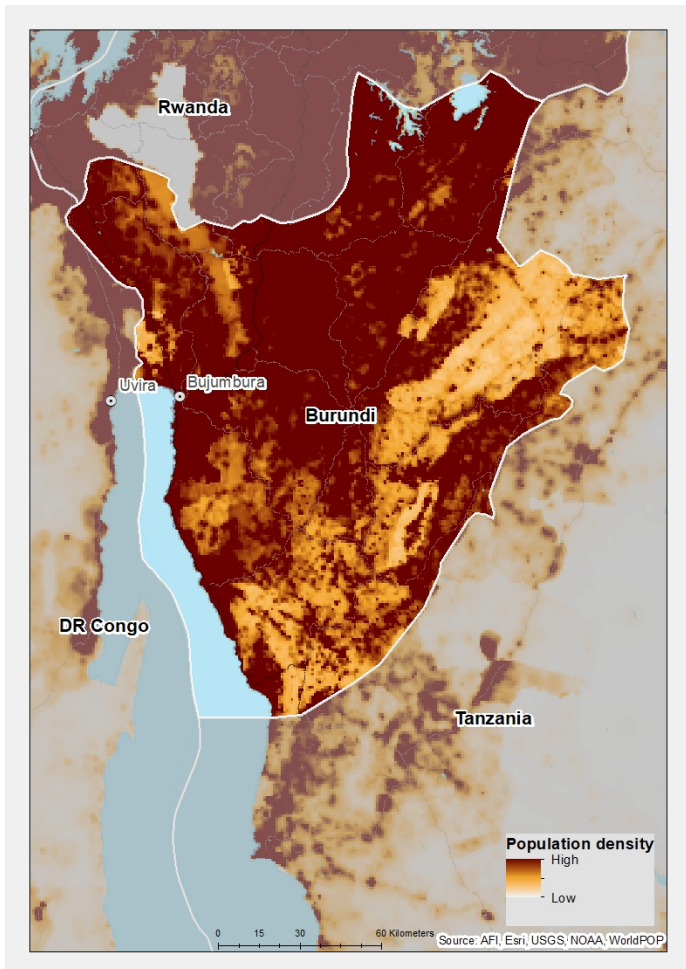 Rwanda
Uvira
Bujumbura
Burundi
DR Congo
Tanzania
Population density
High
Low
0 15 30 60 Kilometers
Source: AFI, Esri, USGS, NOAA, WorldPOP